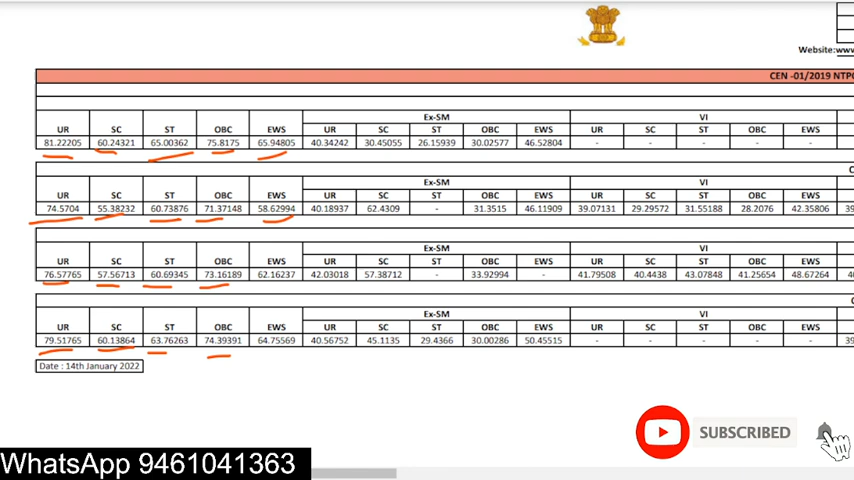 Website:www
CEN -01/2019 NTPC
Ex-SM VI
UR SC ST OBC EWS UR SC ST OBC EWS UR SC ST OBC EWS
81.22205 60.24321 65.00362 75.8175 65.94805 40.34242 30.45055 26.15939 30.02577 46.52804 - - - - -
C
Ex-SM VI
UR SC ST OBC EWS UR SC ST OBC EWS UR SC ST OBC EWS
74.5704 55.38232 60.73876 71.37148 58.62994 40.18937 62.4309 - 31.3515 46.11909 39.07131 29.29572 31.55188 28.2076 42.35806 39
Ex-SM VI
UR SC ST OBC EWS UR SC ST OBC EWS UR SC ST OBC EWS
76.57765 57.56713 60.69345 73.16189 62.16237 42.03018 57.38712 - 33.92994 - 41.79508 40.4438 43.07848 41.25654 48.67264
C
Ex-SM VI
UR SC ST OBC EWS UR SC ST OBC EWS UR SC ST OBC EWS
79.51765 60.13864 63.76263 74.39391 64.75569 40.56752 45.1135 29.4366 30.00286 50.45515 - - - - - 39
Date : 14th January 2022
SUBSCRIBED
WhatsApp 9461041363